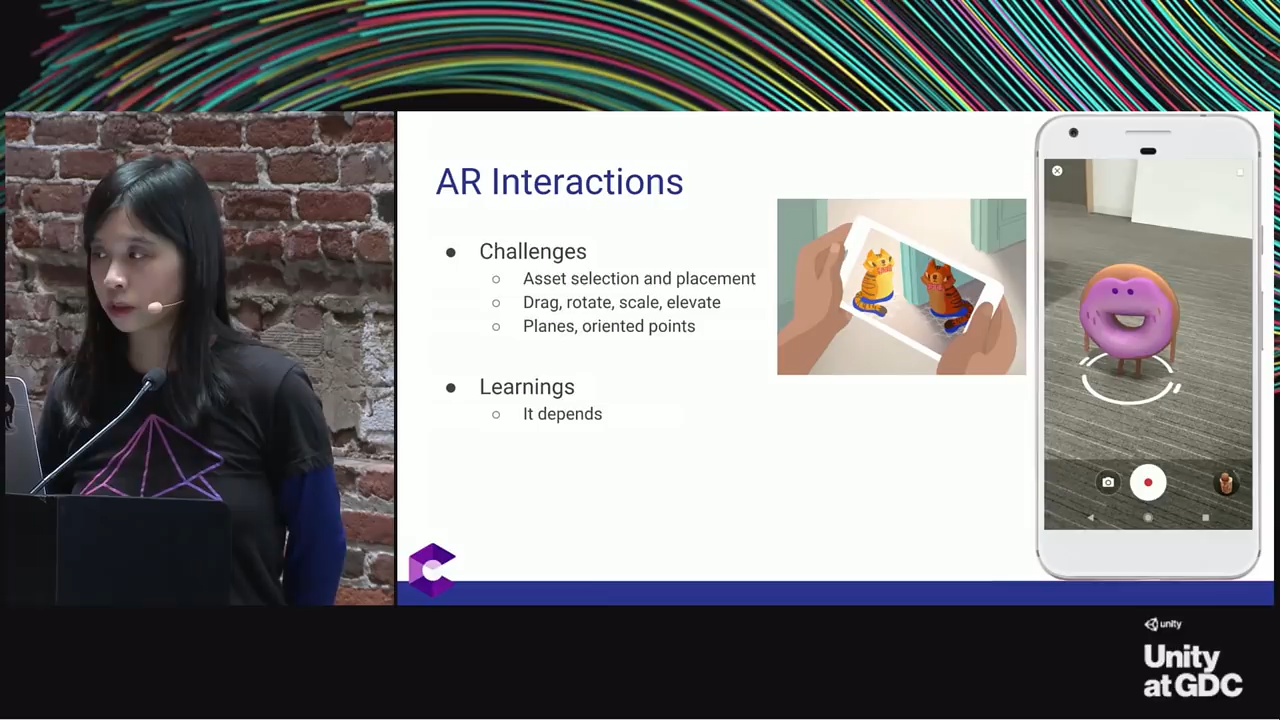 AR Interactions
● Challenges
○ Asset selection and placement
○ Drag, rotate, scale, elevate
○ Planes, oriented points
● Learnings
○ It depends
unity
Unity
at GDC